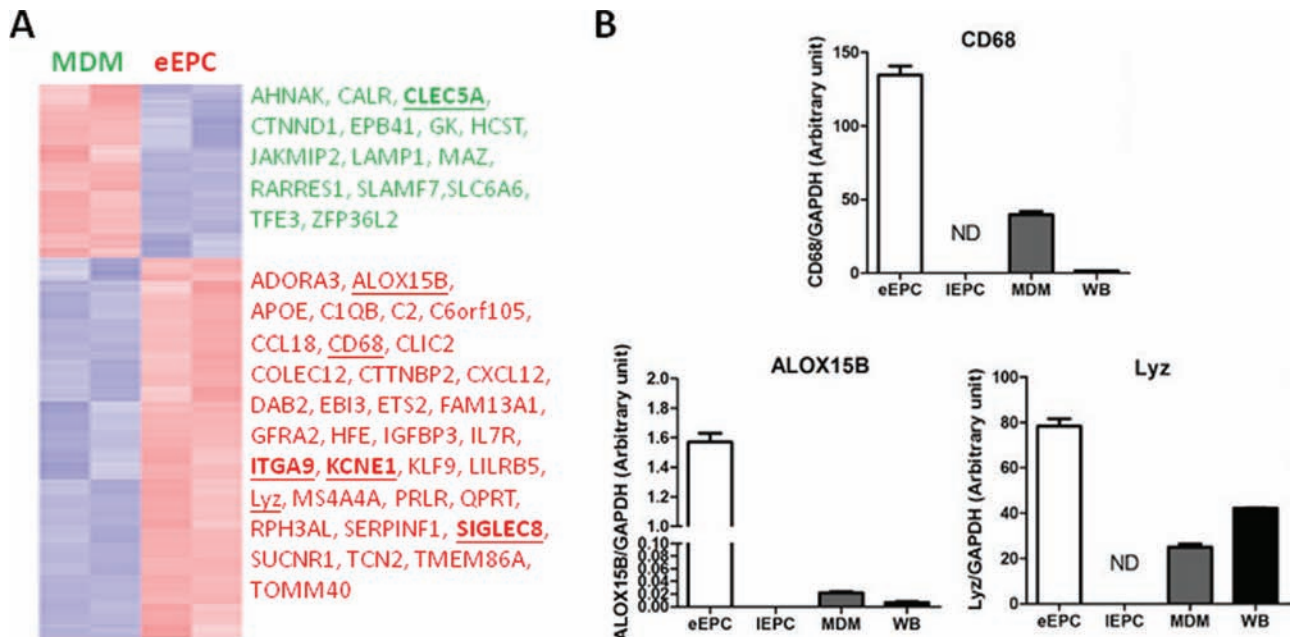 A
MDM eEPC
AHNAK, CALR, CLEC5A,
CTNND1, EPB41, GK, HCST,
JAKMIP2, LAMP1, MAZ,
RARRES1, SLAMF7,SLC6A6,
TFE3, ZFP36L2
ADORA3, ALOX15B,
APOE, C1QB, C2, C6orf105,
CCL18, CD68, CLIC2
COLEC12, CTTNBP2, CXCL12,
DAB2, EBI3, ETS2, FAM13A1,
GFRA2, HFE, IGFBP3, IL7R,
ITGA9, KCNE1, KLF9, LILRB5,
Lyz, MS4A4A, PRLR, QPRT,
RPH3AL, SERPINF1, SIGLEC8,
SUCNR1, TCN2, TMEM86A,
TOMM40
B
CD68
CD68/GAPDH (Arbitrary unit)
150
100
50
0
ND
eEPC lEPC MDM WB
ALOX15B
ALOX15B/GAPDH (Arbitrary unit)
2.0
1.8
1.6
1.4
1.2
1.0
0.10
0.08
0.06
0.04
0.02
0.00
eEPC lEPC MDM WB
Lyz
Lyz/GAPDH (Arbitrary unit)
100
80
60
40
20
0
ND
eEPC lEPC MDM WB